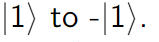 |1⟩ to -|1⟩.